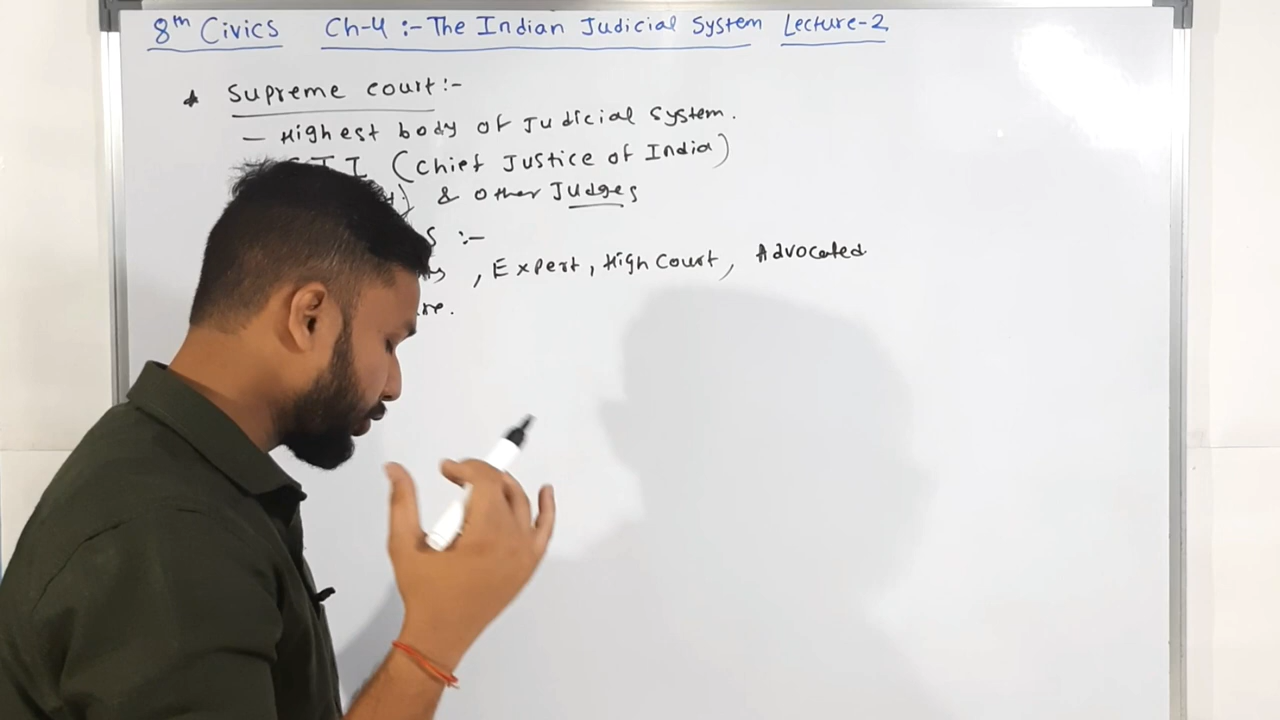 8th Civics Ch-4 :- The Indian Judicial System Lecture-2
* Supreme court :-
- Highest body of Judicial System.
(Chief Justice of India)
& other Judges
:-
, Expert, High Court, Advocated